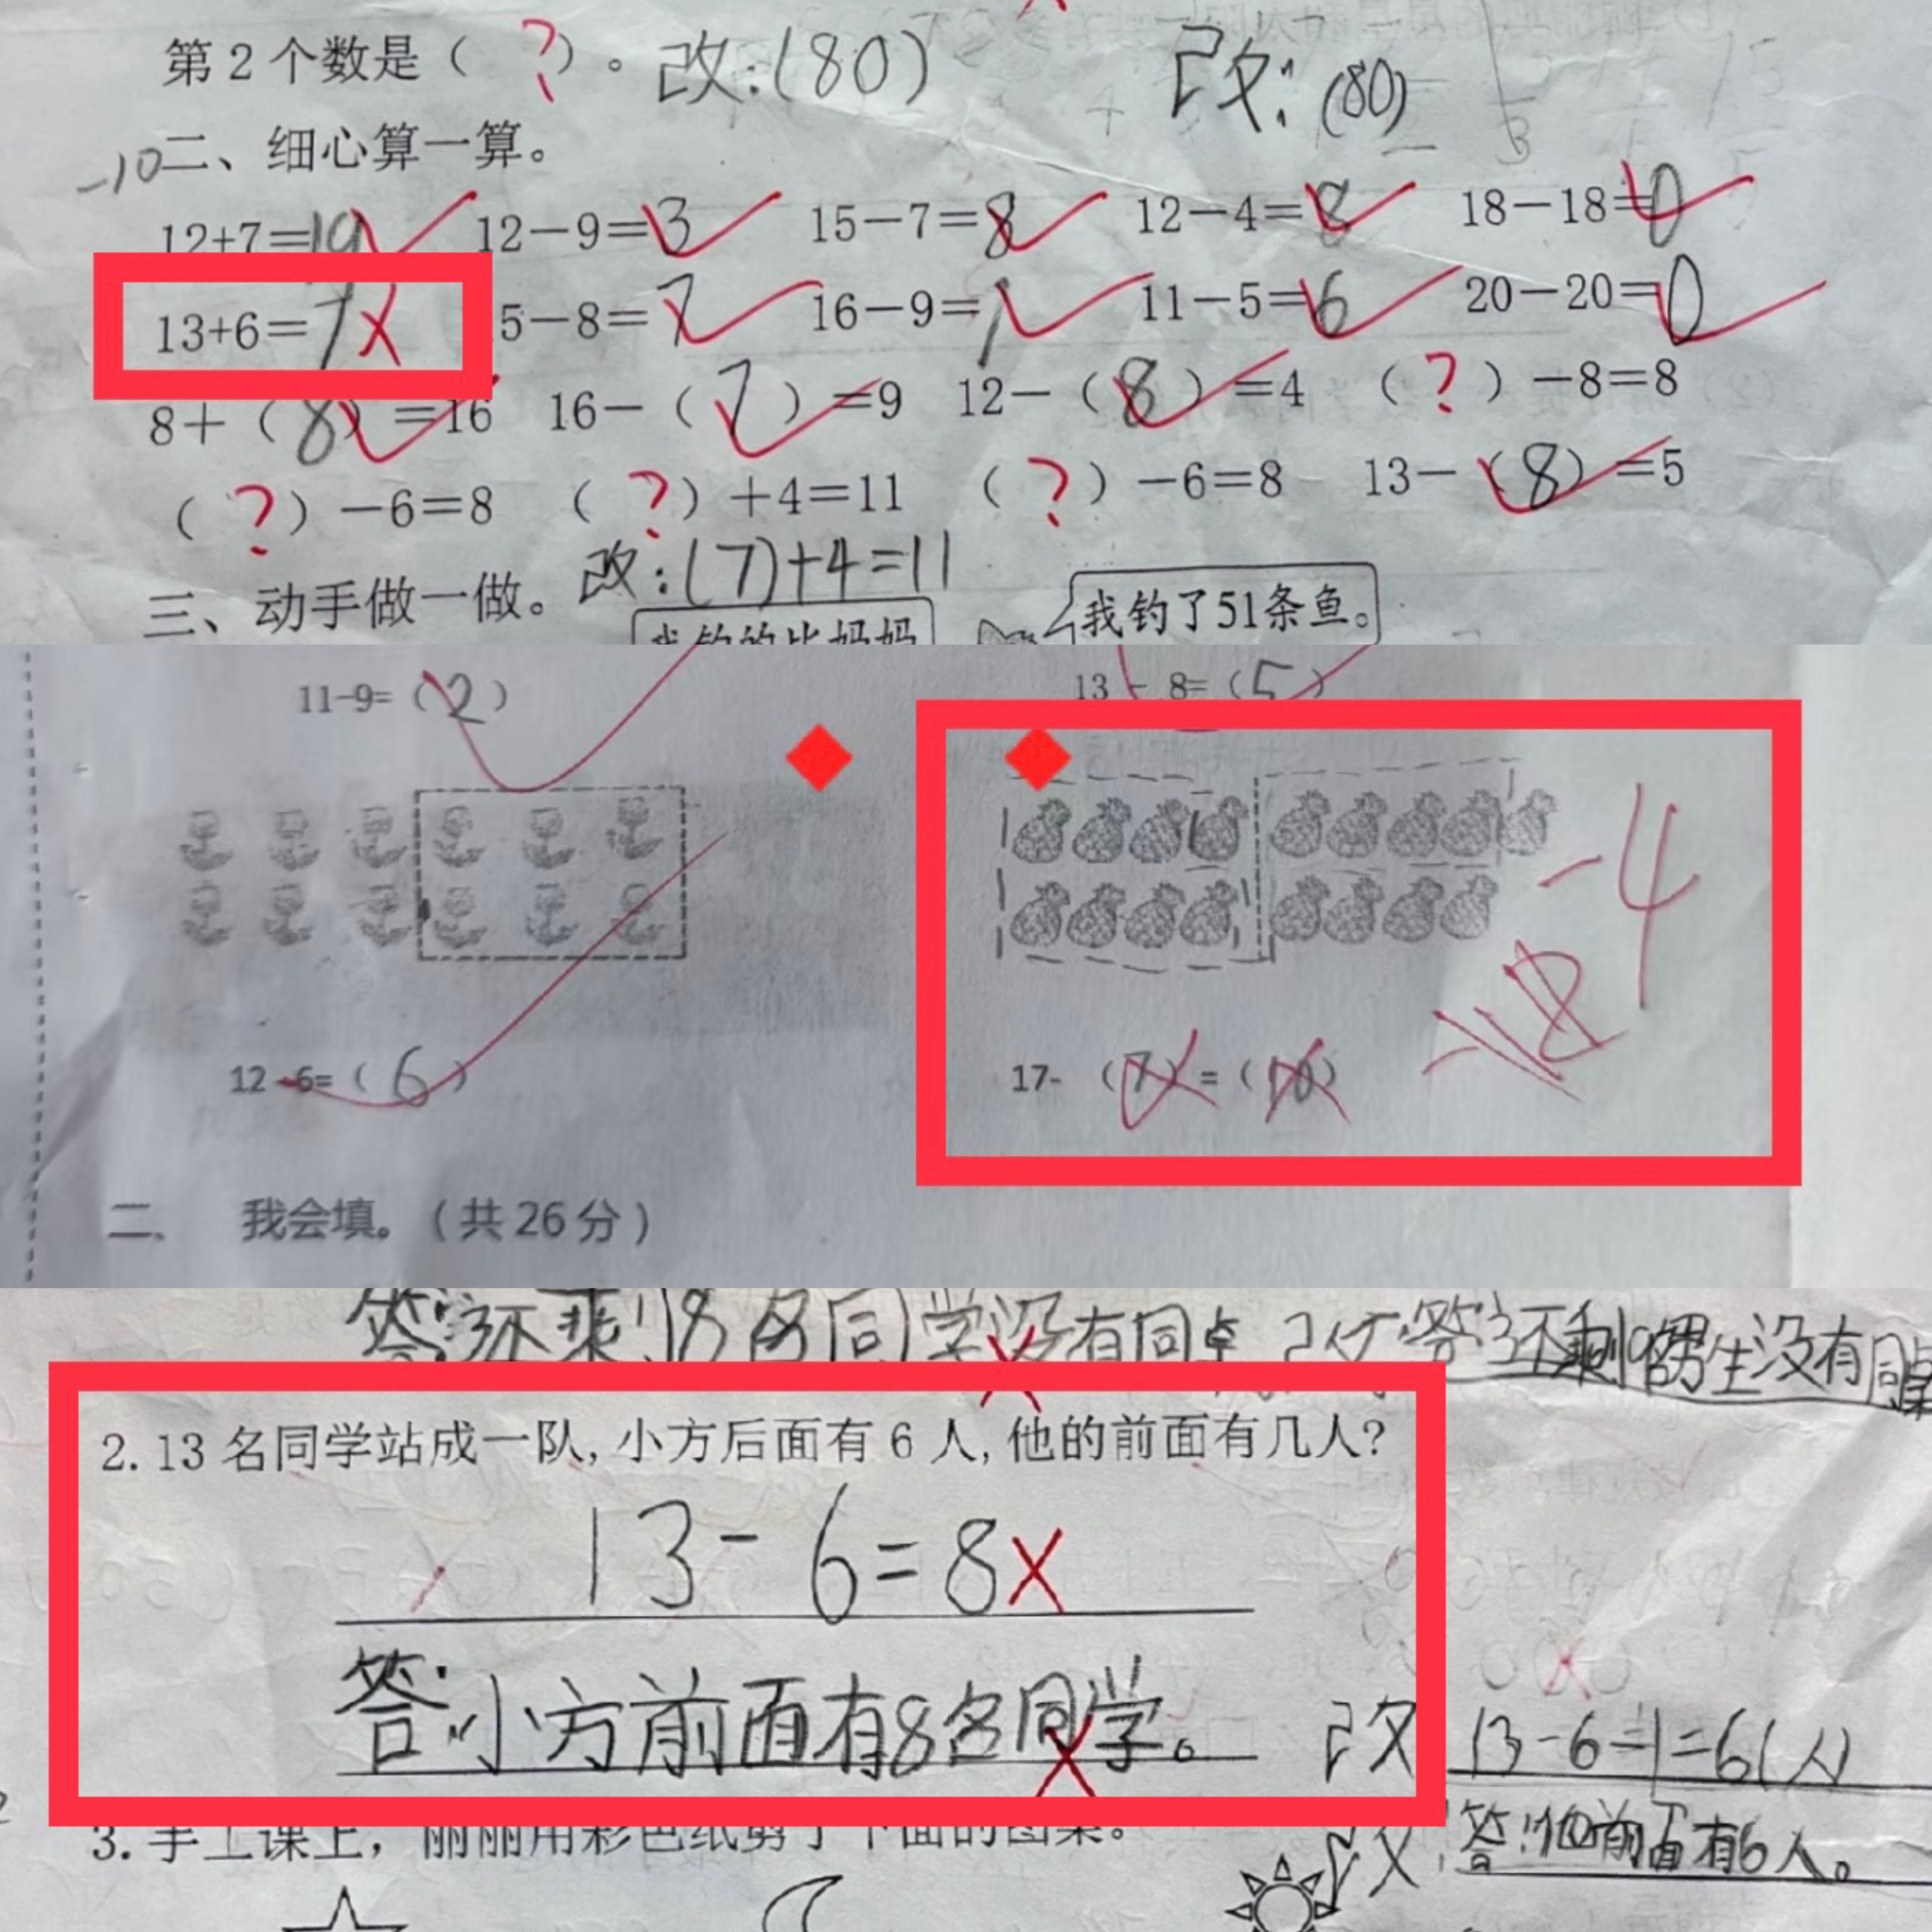 第2个数是( ? )。 改:(80) 改:(80)
-10 二、细心算一算。
12+7=19 12-9=3 15-7=8 12-4=8 18-18=0
13+6=7 5-8=7 16-9=7 11-5=6 20-20=0
8+(8)=16 16-(7)=9 12-(8)=4 (?)-8=8
(?)-6=8 (?)+4=11 (?)-6=8 13-(8)=5
改:(7)+4=11
三、动手做一做。
我钓的比妈妈 我钓了51条鱼。
11-9=(2) 13-8=(5)
-4
12-6=(6) 17-(7)=(10)
二、 我会填。(共26分)
2.13名同学站成一队,小方后面有6人,他的前面有几人?
13-6=8
答:小方前面有8名同学。
改 13-6-1=6(人)
改:答:他前面有6人。
3.手工课上,丽丽用彩色纸剪了下面的图案。